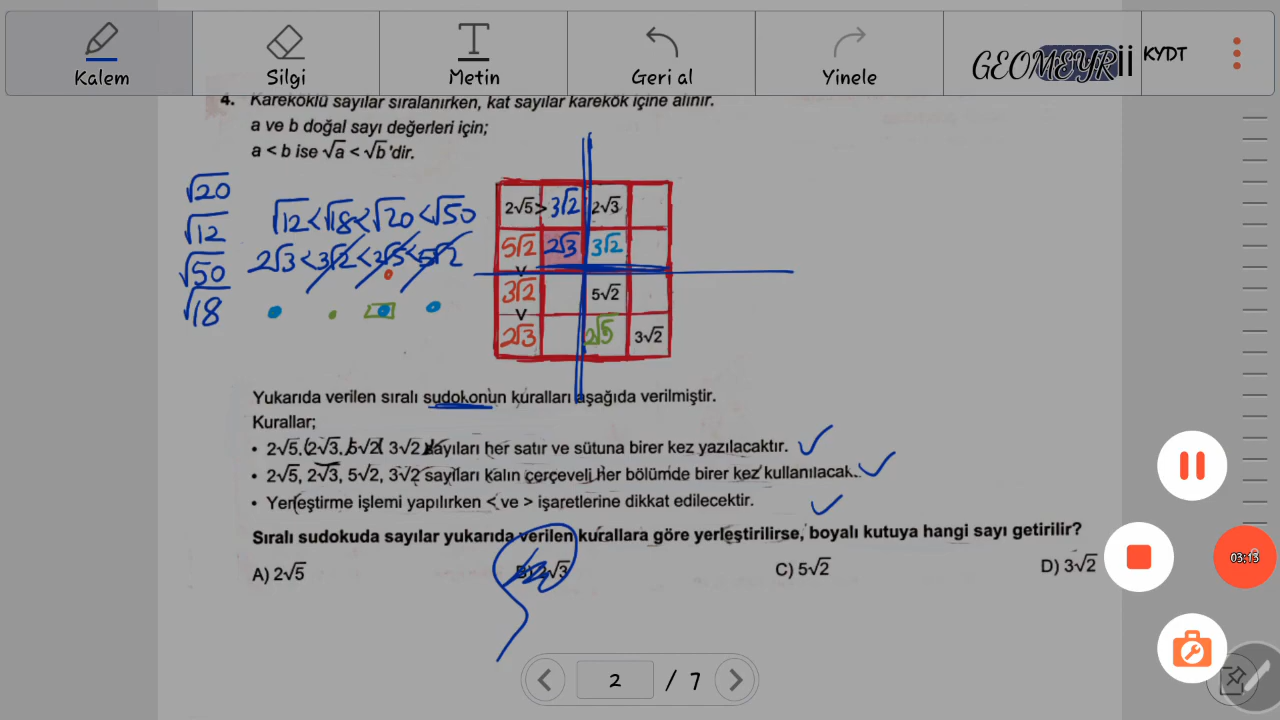 Kalem Silgi Metin Geri al Yinele GEOMEYRii KYDT
4. Kareköklü sayılar sıralanırken, kat sayılar karekök içine alınır.
a ve b doğal sayı değerleri için;
a < b ise √a < √b'dir.
√20
√12
√50
√18
√12 < √18 < √20 < √50
2√3 < 3√2 < 2√5 < 5√2
2√5 > 3√2 2√3
5√2 2√3 3√2
v
3√2 5√2
v
2√3 2√5 3√2
Yukarıda verilen sıralı sudokonun kuralları aşağıda verilmiştir.
Kurallar;
• 2√5, 2√3, 5√2, 3√2 sayıları her satır ve sütuna birer kez yazılacaktır.
• 2√5, 2√3, 5√2, 3√2 sayıları kalın çerçeveli her bölümde birer kez kullanılacak.
• Yerleştirme işlemi yapılırken < ve > işaretlerine dikkat edilecektir.
Sıralı sudokuda sayılar yukarıda verilen kurallara göre yerleştirilirse, boyalı kutuya hangi sayı getirilir?
A) 2√5 B) 2√3 C) 5√2 D) 3√2
03:13
2 / 7